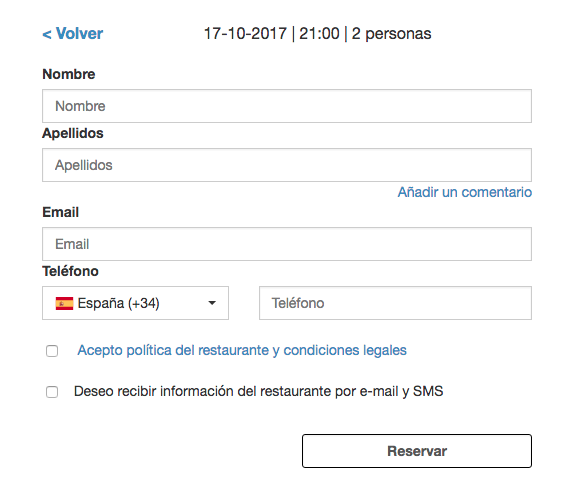 < Volver 17-10-2017 | 21:00 | 2 personas
Nombre
Nombre
Apellidos
Apellidos
Añadir un comentario
Email
Email
Teléfono
España (+34) Teléfono
Acepto política del restaurante y condiciones legales
Deseo recibir información del restaurante por e-mail y SMS
Reservar